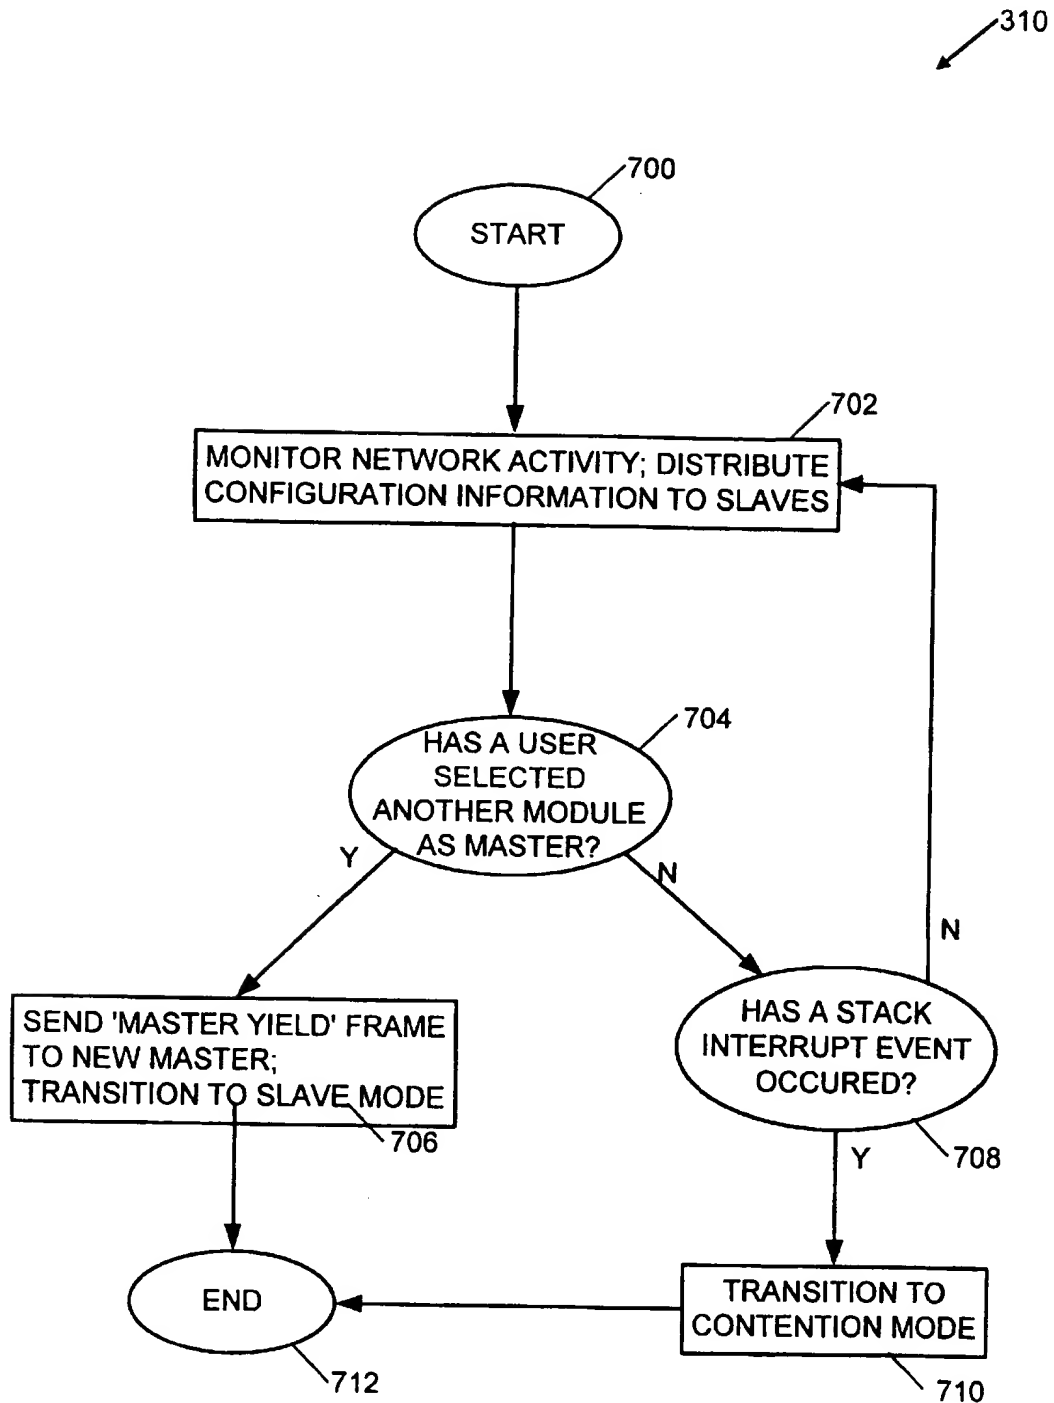 310
700
START
702
MONITOR NETWORK ACTIVITY; DISTRIBUTE
CONFIGURATION INFORMATION TO SLAVES
704
HAS A USER
SELECTED
ANOTHER MODULE
AS MASTER?
Y
N
N
SEND 'MASTER YIELD' FRAME
TO NEW MASTER;
TRANSITION TO SLAVE MODE
706
HAS A STACK
INTERRUPT EVENT
OCCURED?
708
Y
END
712
TRANSITION TO
CONTENTION MODE
710